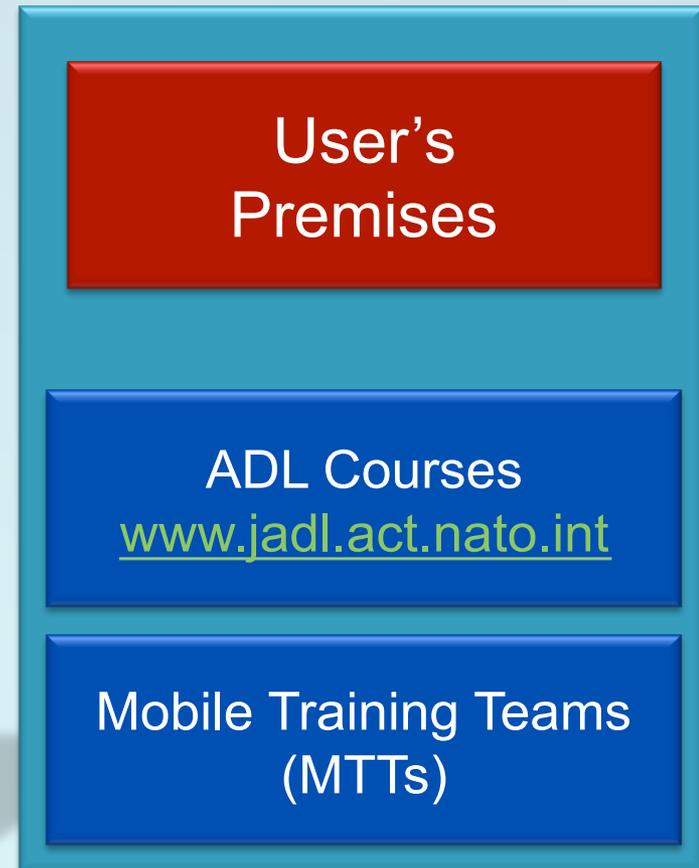 User’s
Premises
ADL Courses
www.jadl.act.nato.int
Mobile Training Teams
(MTTs)